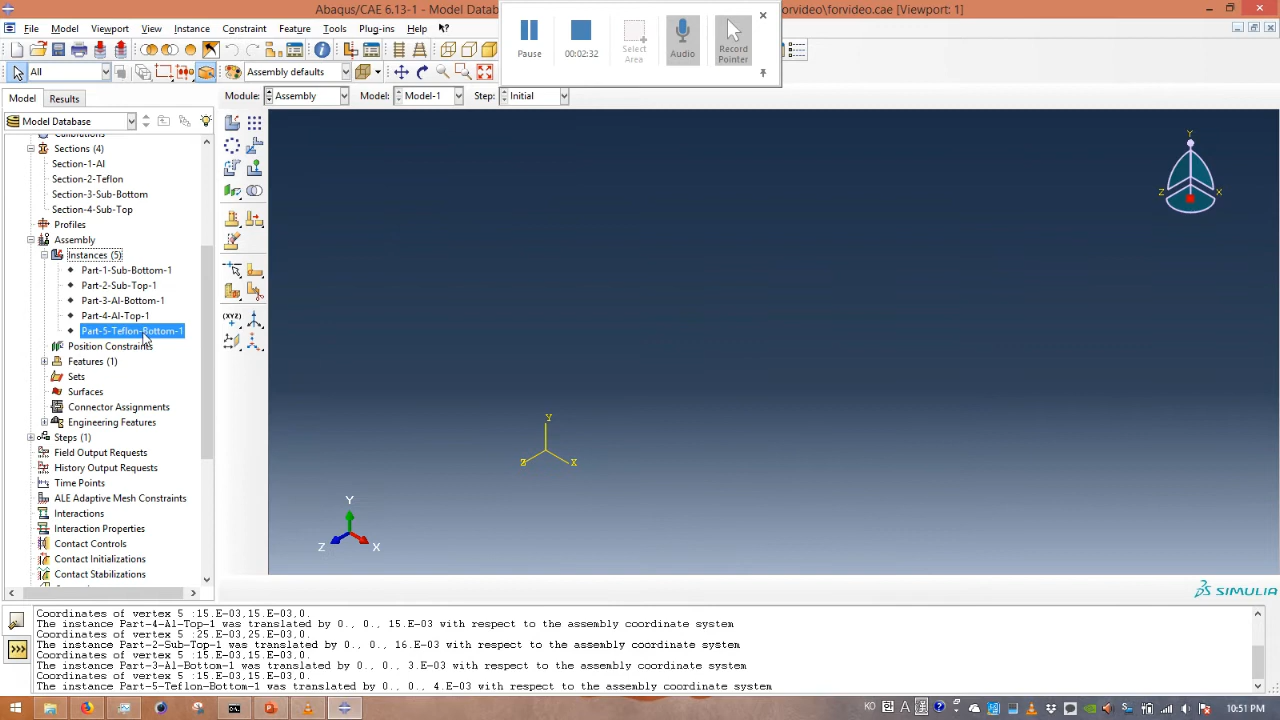 Abaqus/CAE 6.13-1 - Model Datab
orvideo/forvideo.cae [Viewport: 1]
File Model Viewport View Instance Constraint Feature Tools Plug-ins Help
Pause
00:02:32
Select Area
Audio
Record Pointer
All
Assembly defaults
Model Results
Module: Assembly Model: Model-1 Step: Initial
Model Database
Calibrations
Sections (4)
Section-1-Al
Section-2-Teflon
Section-3-Sub-Bottom
Section-4-Sub-Top
Profiles
Assembly
Instances (5)
Part-1-Sub-Bottom-1
Part-2-Sub-Top-1
Part-3-Al-Bottom-1
Part-4-Al-Top-1
Part-5-Teflon-Bottom-1
Position Constraints
Features (1)
Sets
Surfaces
Connector Assignments
Engineering Features
Steps (1)
Field Output Requests
History Output Requests
Time Points
ALE Adaptive Mesh Constraints
Interactions
Interaction Properties
Contact Controls
Contact Initializations
Contact Stabilizations
(XYZ)
Y
Z X
Y
Z X
Y
Z X
SIMULIA
Coordinates of vertex 5 :15.E-03,15.E-03,0.
The instance Part-4-Al-Top-1 was translated by 0., 0., 15.E-03 with respect to the assembly coordinate system
Coordinates of vertex 5 :25.E-03,25.E-03,0.
The instance Part-2-Sub-Top-1 was translated by 0., 0., 16.E-03 with respect to the assembly coordinate system
The instance Part-3-Al-Bottom-1 was translated by 0., 0., 3.E-03 with respect to the assembly coordinate system
Coordinates of vertex 5 :15.E-03,15.E-03,0.
The instance Part-5-Teflon-Bottom-1 was translated by 0., 0., 4.E-03 with respect to the assembly coordinate system
KO A 10:51 PM